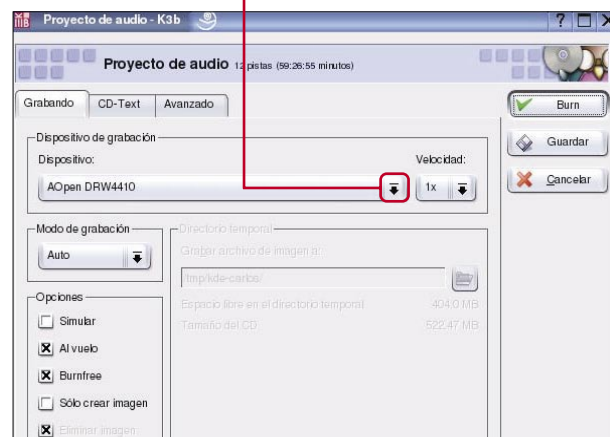 Proyecto de audio - K3b
Proyecto de audio 12 pistas (59:26:55 minutos)
Grabando
CD-Text
Avanzado
Burn
Guardar
Cancelar
Dispositivo de grabación
Dispositivo:
Velocidad:
AOpen DRW4410
1x
Modo de grabación
Auto
Directorio temporal
Grabar archivo de imagen a:
/tmp/kde-carlos/
Espacio libre en el directorio temporal
404.0 MB
Tamaño del CD
522.47 MB
Opciones
Simular
Al vuelo
Burnfree
Sólo crear imagen
Eliminar imagen